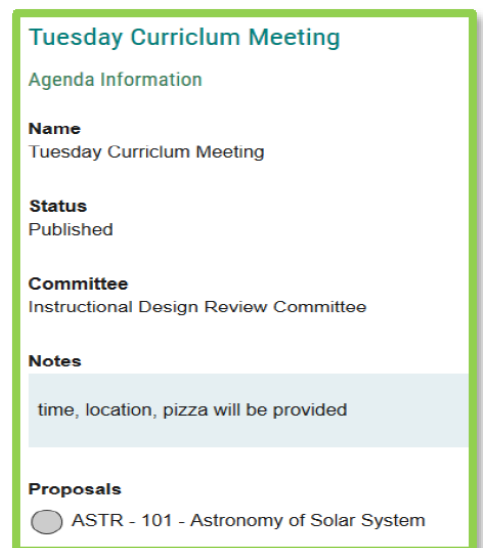 Tuesday Curriclum Meeting
Agenda Information
Name
Tuesday Curriclum Meeting
Status
Published
Committee
Instructional Design Review Committee
Notes
time, location, pizza will be provided
Proposals
ASTR - 101 - Astronomy of Solar System